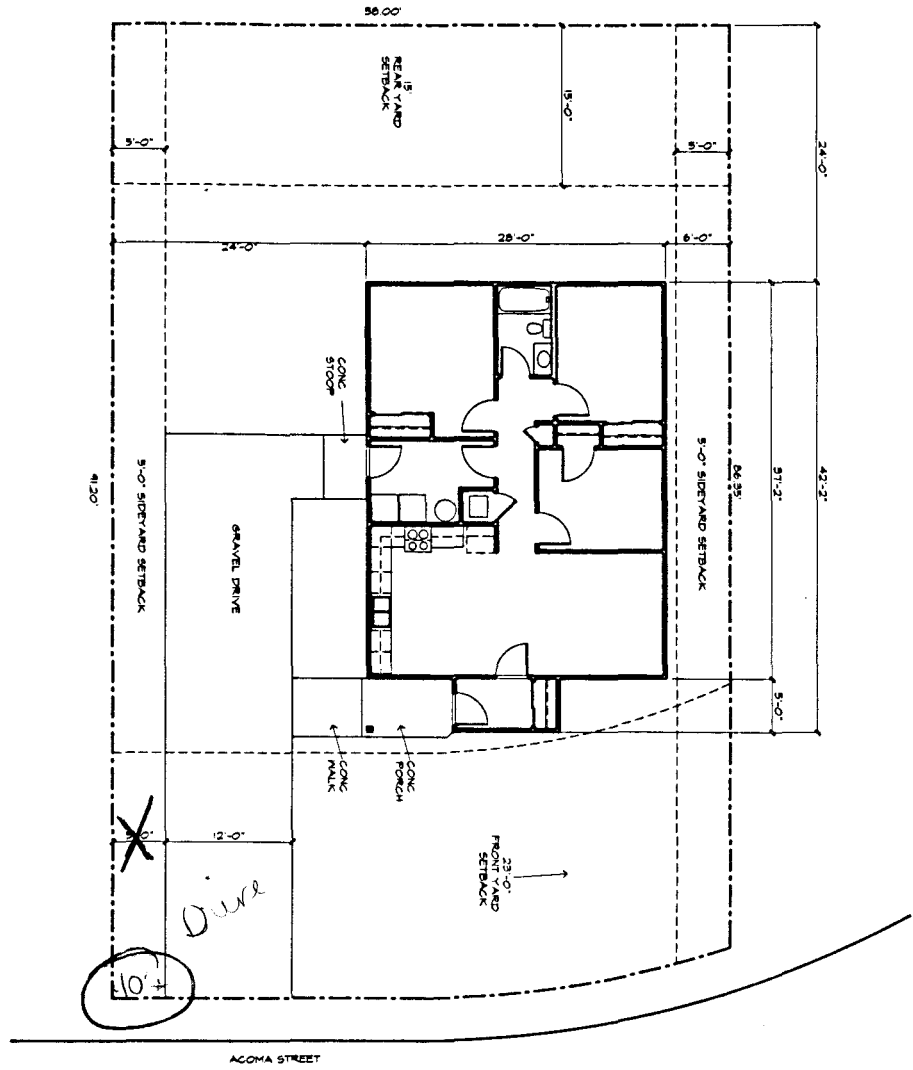 58.00'
15'
REAR YARD
SETBACK
15'-0"
5'-0"
5'-0"
24'-0"
24'-0"
28'-0"
6'-0"
CONC
STOOP
91.20'
5'-0" SIDEYARD SETBACK
GRAVEL DRIVE
5'-0" SIDEYARD SETBACK
86.35'
37'-2"
42'-2"
5'-0"
CONC
WALK
CONC
PORCH
12'-0"
23'-0"
FRONT YARD
SETBACK
Drive
10'+
ACOMA STREET